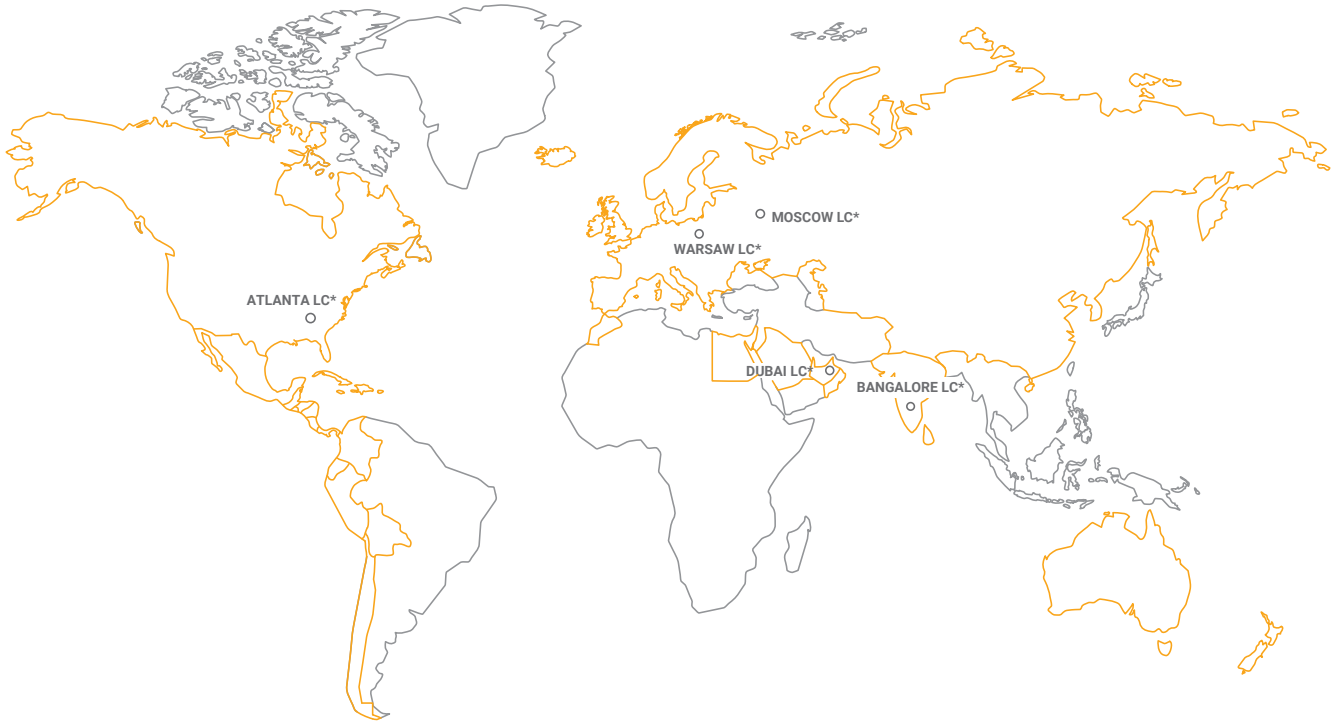 MOSCOW LC*
WARSAW LC*
ATLANTA LC*
DUBAI LC*
BANGALORE LC*